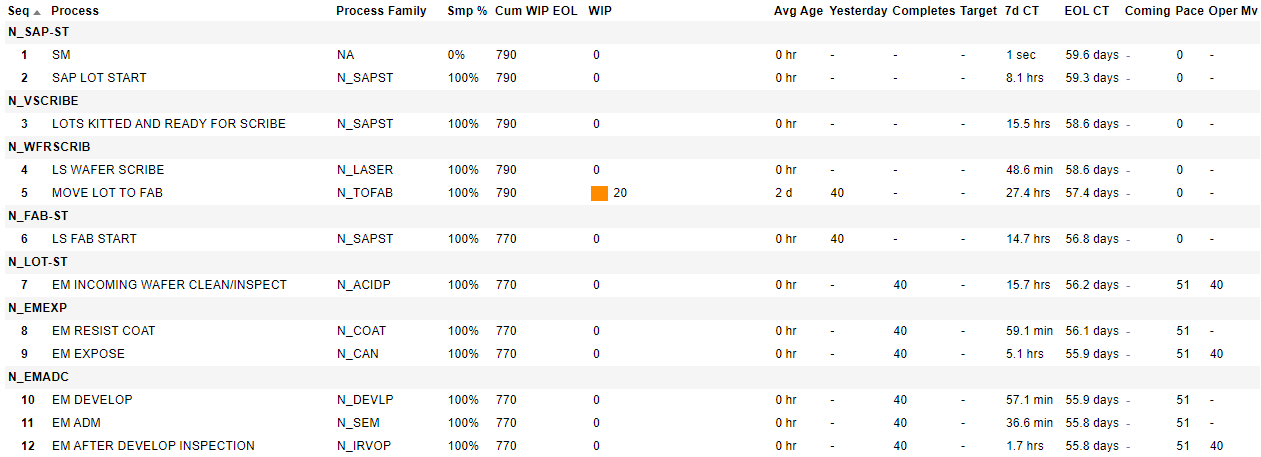 Seq Process Process Family Smp % Cum WIP EOL WIP Avg Age Yesterday Completes Target 7d CT EOL CT Coming Pace Oper Mv
N_SAP-ST
1 SM NA 0% 790 0 0 hr - - - 1 sec 59.6 days - 0 -
2 SAP LOT START N_SAPST 100% 790 0 0 hr - - - 8.1 hrs 59.3 days - 0 -
N_VSCRIBE
3 LOTS KITTED AND READY FOR SCRIBE N_SAPST 100% 790 0 0 hr - - - 15.5 hrs 58.6 days - 0 -
N_WFRSCRIB
4 LS WAFER SCRIBE N_LASER 100% 790 0 0 hr - - - 48.6 min 58.6 days - 0 -
5 MOVE LOT TO FAB N_TOFAB 100% 790 20 2 d 40 - - 27.4 hrs 57.4 days - 0 -
N_FAB-ST
6 LS FAB START N_SAPST 100% 770 0 0 hr 40 - - 14.7 hrs 56.8 days - 0 -
N_LOT-ST
7 EM INCOMING WAFER CLEAN/INSPECT N_ACIDP 100% 770 0 0 hr - 40 - 15.7 hrs 56.2 days - 51 40
N_EMEXP
8 EM RESIST COAT N_COAT 100% 770 0 0 hr - 40 - 59.1 min 56.1 days - 51 -
9 EM EXPOSE N_CAN 100% 770 0 0 hr - 40 - 5.1 hrs 55.9 days - 51 40
N_EMADC
10 EM DEVELOP N_DEVLP 100% 770 0 0 hr - 40 - 57.1 min 55.9 days - 51 -
11 EM ADM N_SEM 100% 770 0 0 hr - 40 - 36.6 min 55.8 days - 51 -
12 EM AFTER DEVELOP INSPECTION N_IRVOP 100% 770 0 0 hr - 40 - 1.7 hrs 55.8 days - 51 40